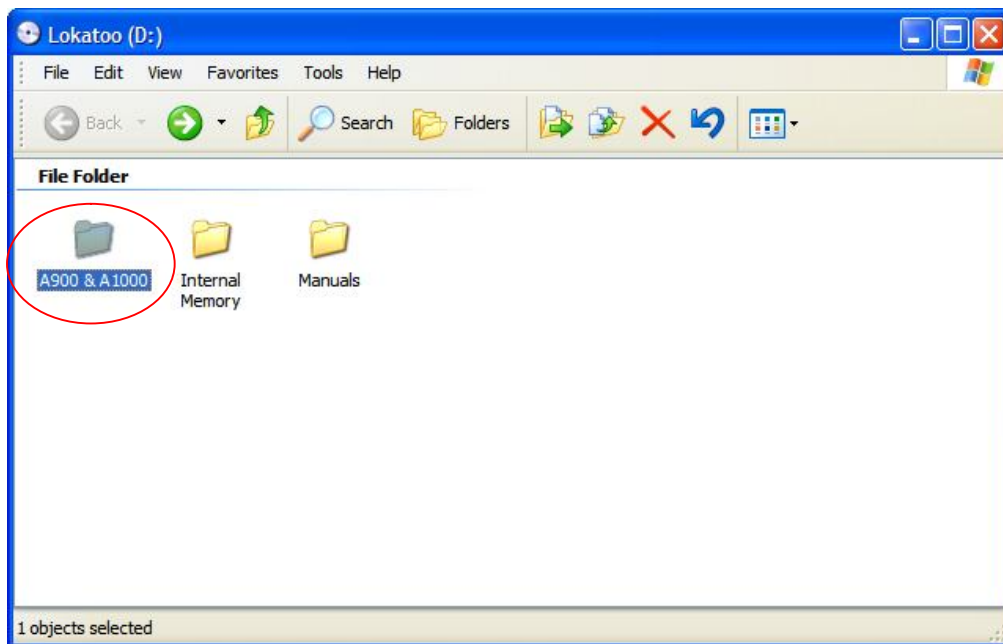 Lokatoo (D:)
File Edit View Favorites Tools Help
Back Search Folders
File Folder
A900 & A1000 Internal Manuals
Memory
1 objects selected